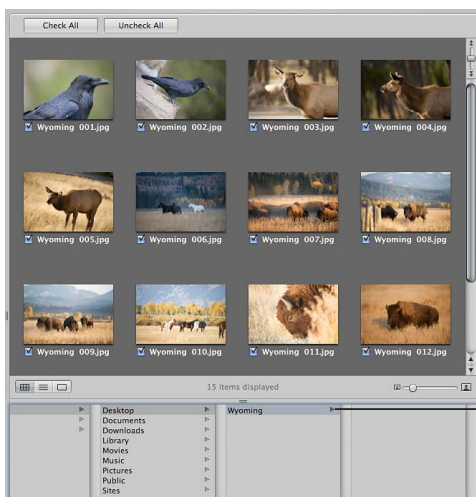 Check All Uncheck All
Wyoming 001.jpg Wyoming 002.jpg Wyoming 003.jpg Wyoming 004.jpg
Wyoming 005.jpg Wyoming 006.jpg Wyoming 007.jpg Wyoming 008.jpg
Wyoming 009.jpg Wyoming 010.jpg Wyoming 011.jpg Wyoming 012.jpg
15 items displayed
Desktop Wyoming
Documents
Downloads
Library
Movies
Music
Pictures
Public
Sites